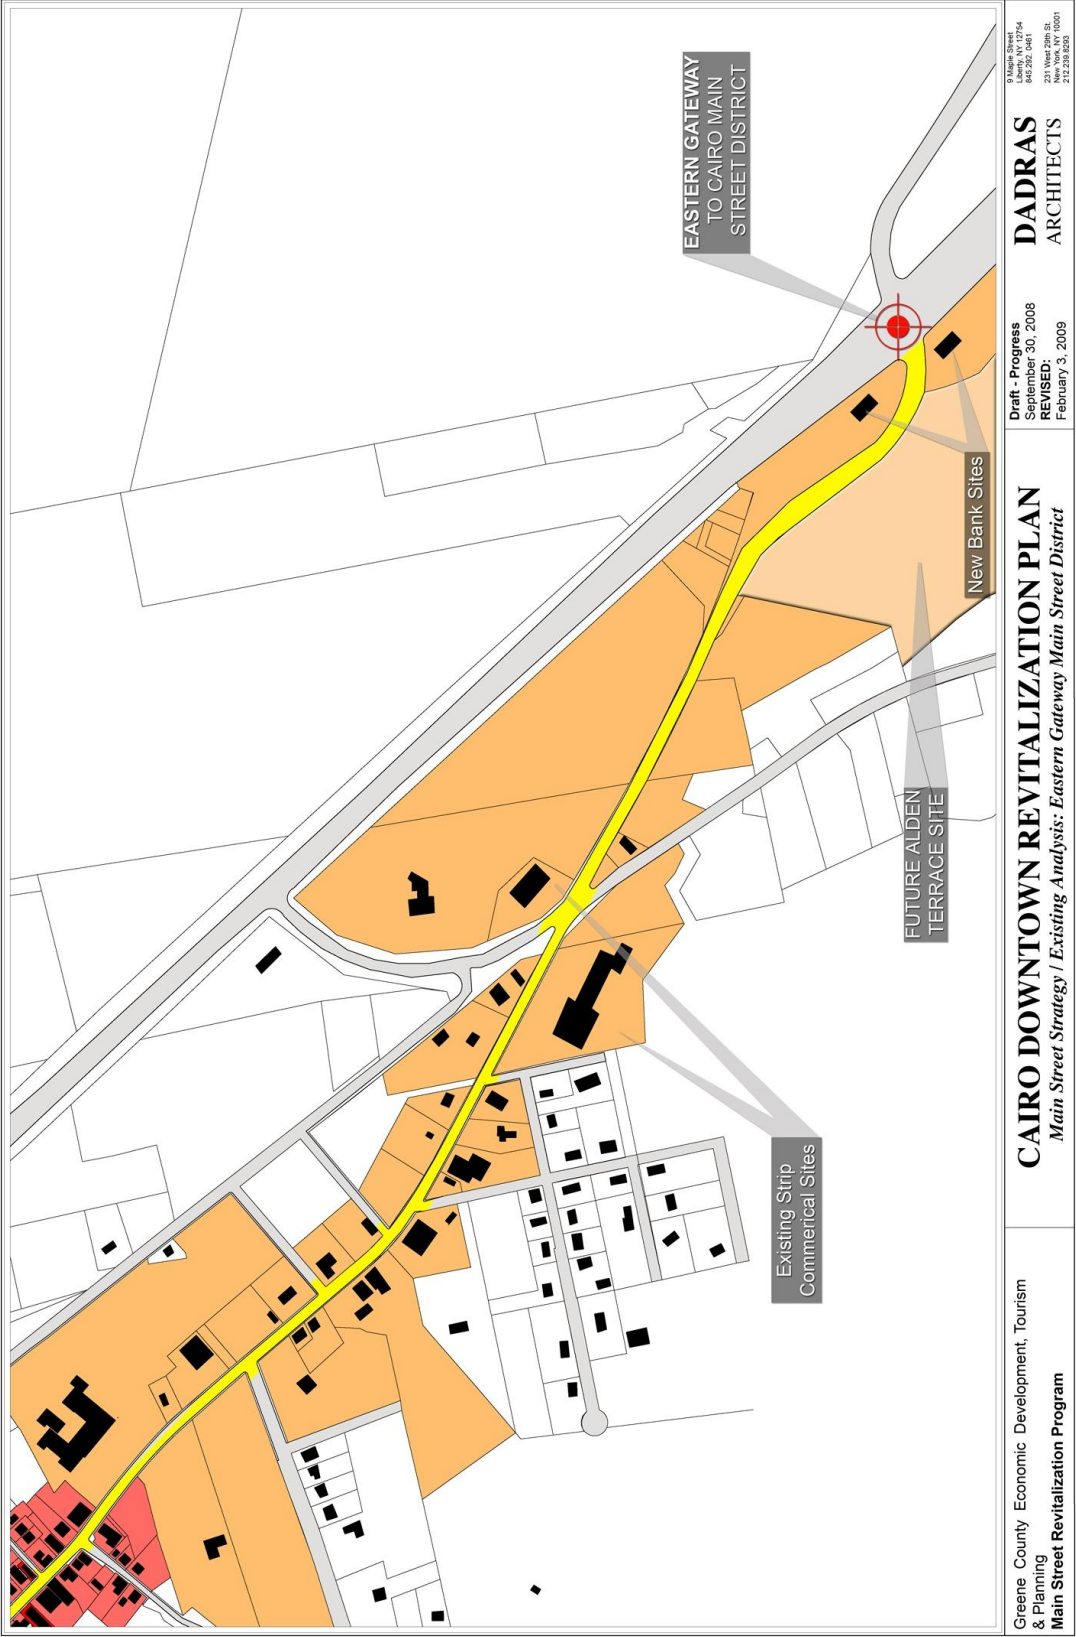 EASTERN GATEWAY
TO CAIRO MAIN
STREET DISTRICT
New Bank Sites
FUTURE ALDEN
TERRACE SITE
Existing Strip
Commerical Sites
Greene County Economic Development, Tourism
& Planning
Main Street Revitalization Program
CAIRO DOWNTOWN REVITALIZATION PLAN
Main Street Strategy / Existing Analysis: Eastern Gateway Main Street District
Draft - Progress
September 30, 2008
REVISED:
February 3, 2009
DADRAS
ARCHITECTS
9 Maple Street
Liberty, NY 12754
845.292. 0461
231 West 29th St.
New York, NY 10001
212.239.8293